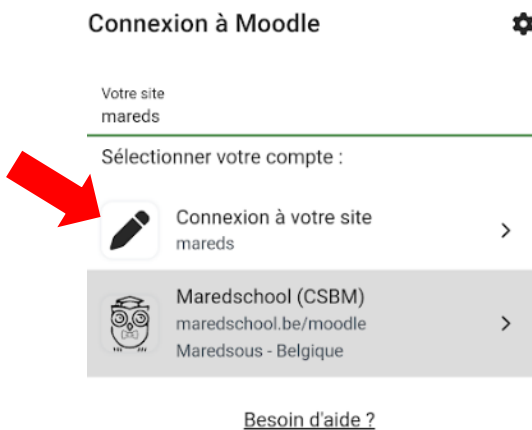 Connexion à Moodle
Votre site
mareds
Sélectionner votre compte :
Connexion à votre site
mareds
Maredschool (CSBM)
maredschool.be/moodle
Maredsous - Belgique
Besoin d'aide ?